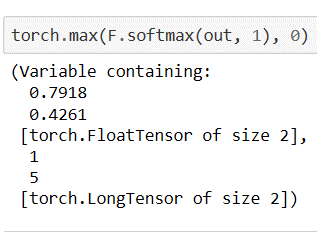 torch.max(F.softmax(out, 1), 0)
(Variable containing:
0.7918
0.4261
[torch.FloatTensor of size 2],
1
5
[torch.LongTensor of size 2])